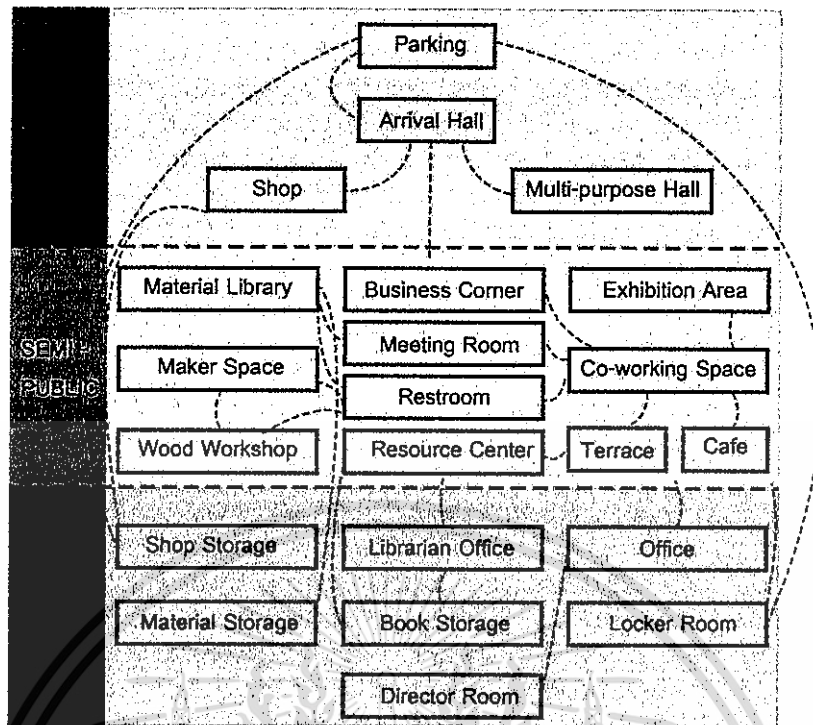 Parking
Arrival Hall
Shop
Multi-purpose Hall
Material Library
Business Corner
Exhibition Area
SEMI -
PUBLIC
Meeting Room
Maker Space
Co-working Space
Restroom
Wood Workshop
Resource Center
Terrace
Cafe
Shop Storage
Librarian Office
Office
Material Storage
Book Storage
Locker Room
Director Room